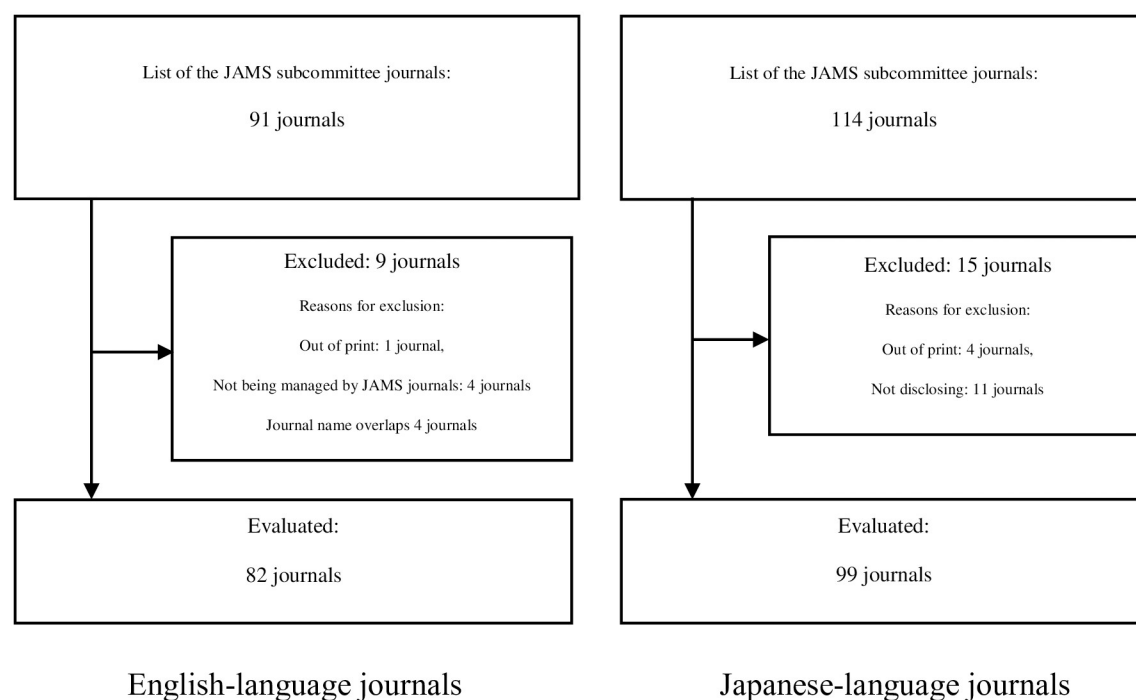 List of the JAMS subcommittee journals:
91 journals
Excluded: 9 journals
Reasons for exclusion:
Out of print: 1 journal,
Not being managed by JAMS journals: 4 journals
Journal name overlaps 4 journals
Evaluated:
82 journals
English-language journals
List of the JAMS subcommittee journals:
114 journals
Excluded: 15 journals
Reasons for exclusion:
Out of print: 4 journals,
Not disclosing: 11 journals
Evaluated:
99 journals
Japanese-language journals